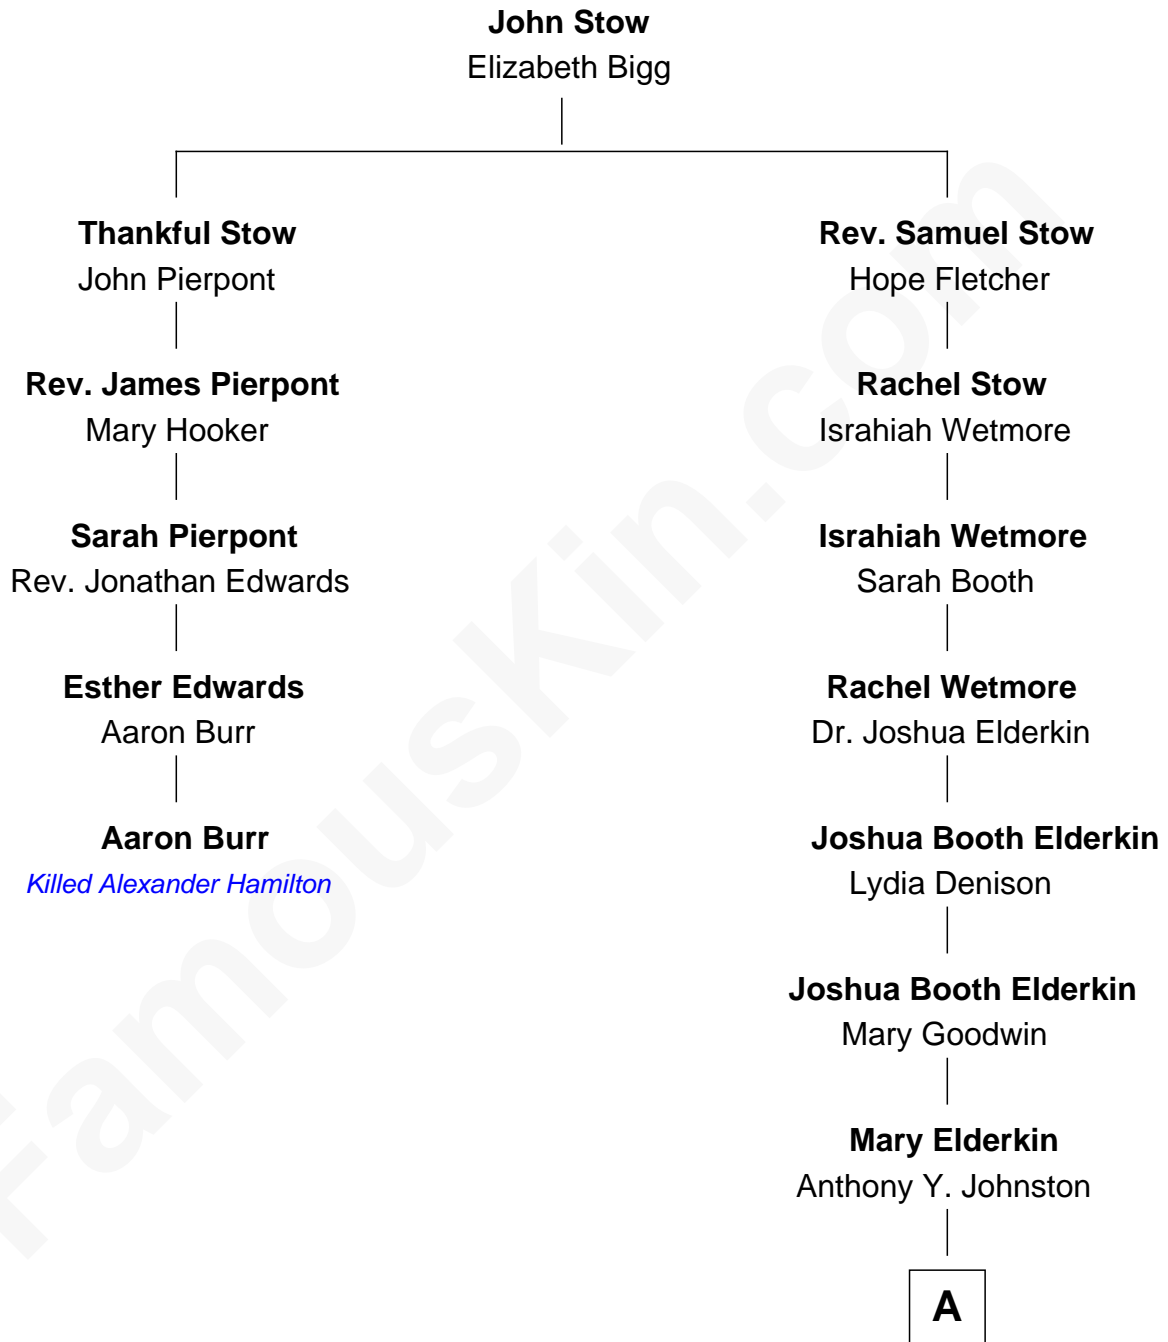 John Stow
Elizabeth Bigg
Thankful Stow
John Pierpont
Rev. Samuel Stow
Hope Fletcher
Rev. James Pierpont
Mary Hooker
Rachel Stow
Israhiah Wetmore
Sarah Pierpont
Rev. Jonathan Edwards
Israhiah Wetmore
Sarah Booth
Esther Edwards
Aaron Burr
Rachel Wetmore
Dr. Joshua Elderkin
Aaron Burr
Killed Alexander Hamilton
Joshua Booth Elderkin
Lydia Denison
Joshua Booth Elderkin
Mary Goodwin
Mary Elderkin
Anthony Y. Johnston
A
FamousKin.com